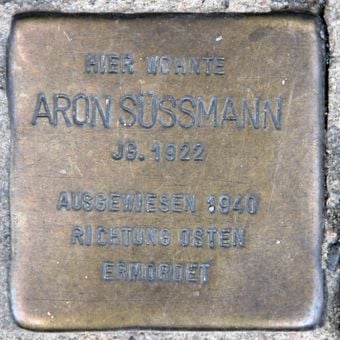 HIER WOHNTE
ARON SÜSSMANN
JG. 1922
AUSGEWIESEN 1940
RICHTUNG OSTEN
ERMORDET